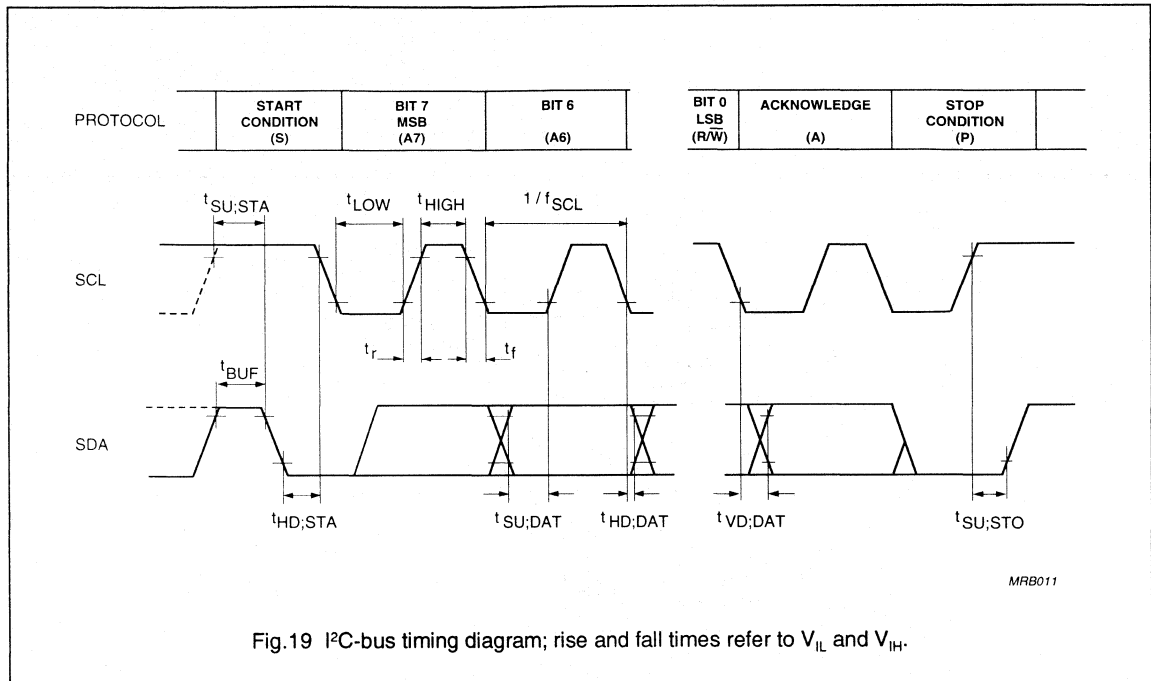 PROTOCOL
START
CONDITION
(S)
BIT 7
MSB
(A7)
BIT 6
(A6)
BIT 0
LSB
(R/W̅)
ACKNOWLEDGE
(A)
STOP
CONDITION
(P)
tSU;STA
tLOW
tHIGH
1 / fSCL
SCL
tr
tf
tBUF
SDA
tHD;STA
tSU;DAT
tHD;DAT
tVD;DAT
tSU;STO
MRB011
Fig.19 I²C-bus timing diagram; rise and fall times refer to VIL and VIH.